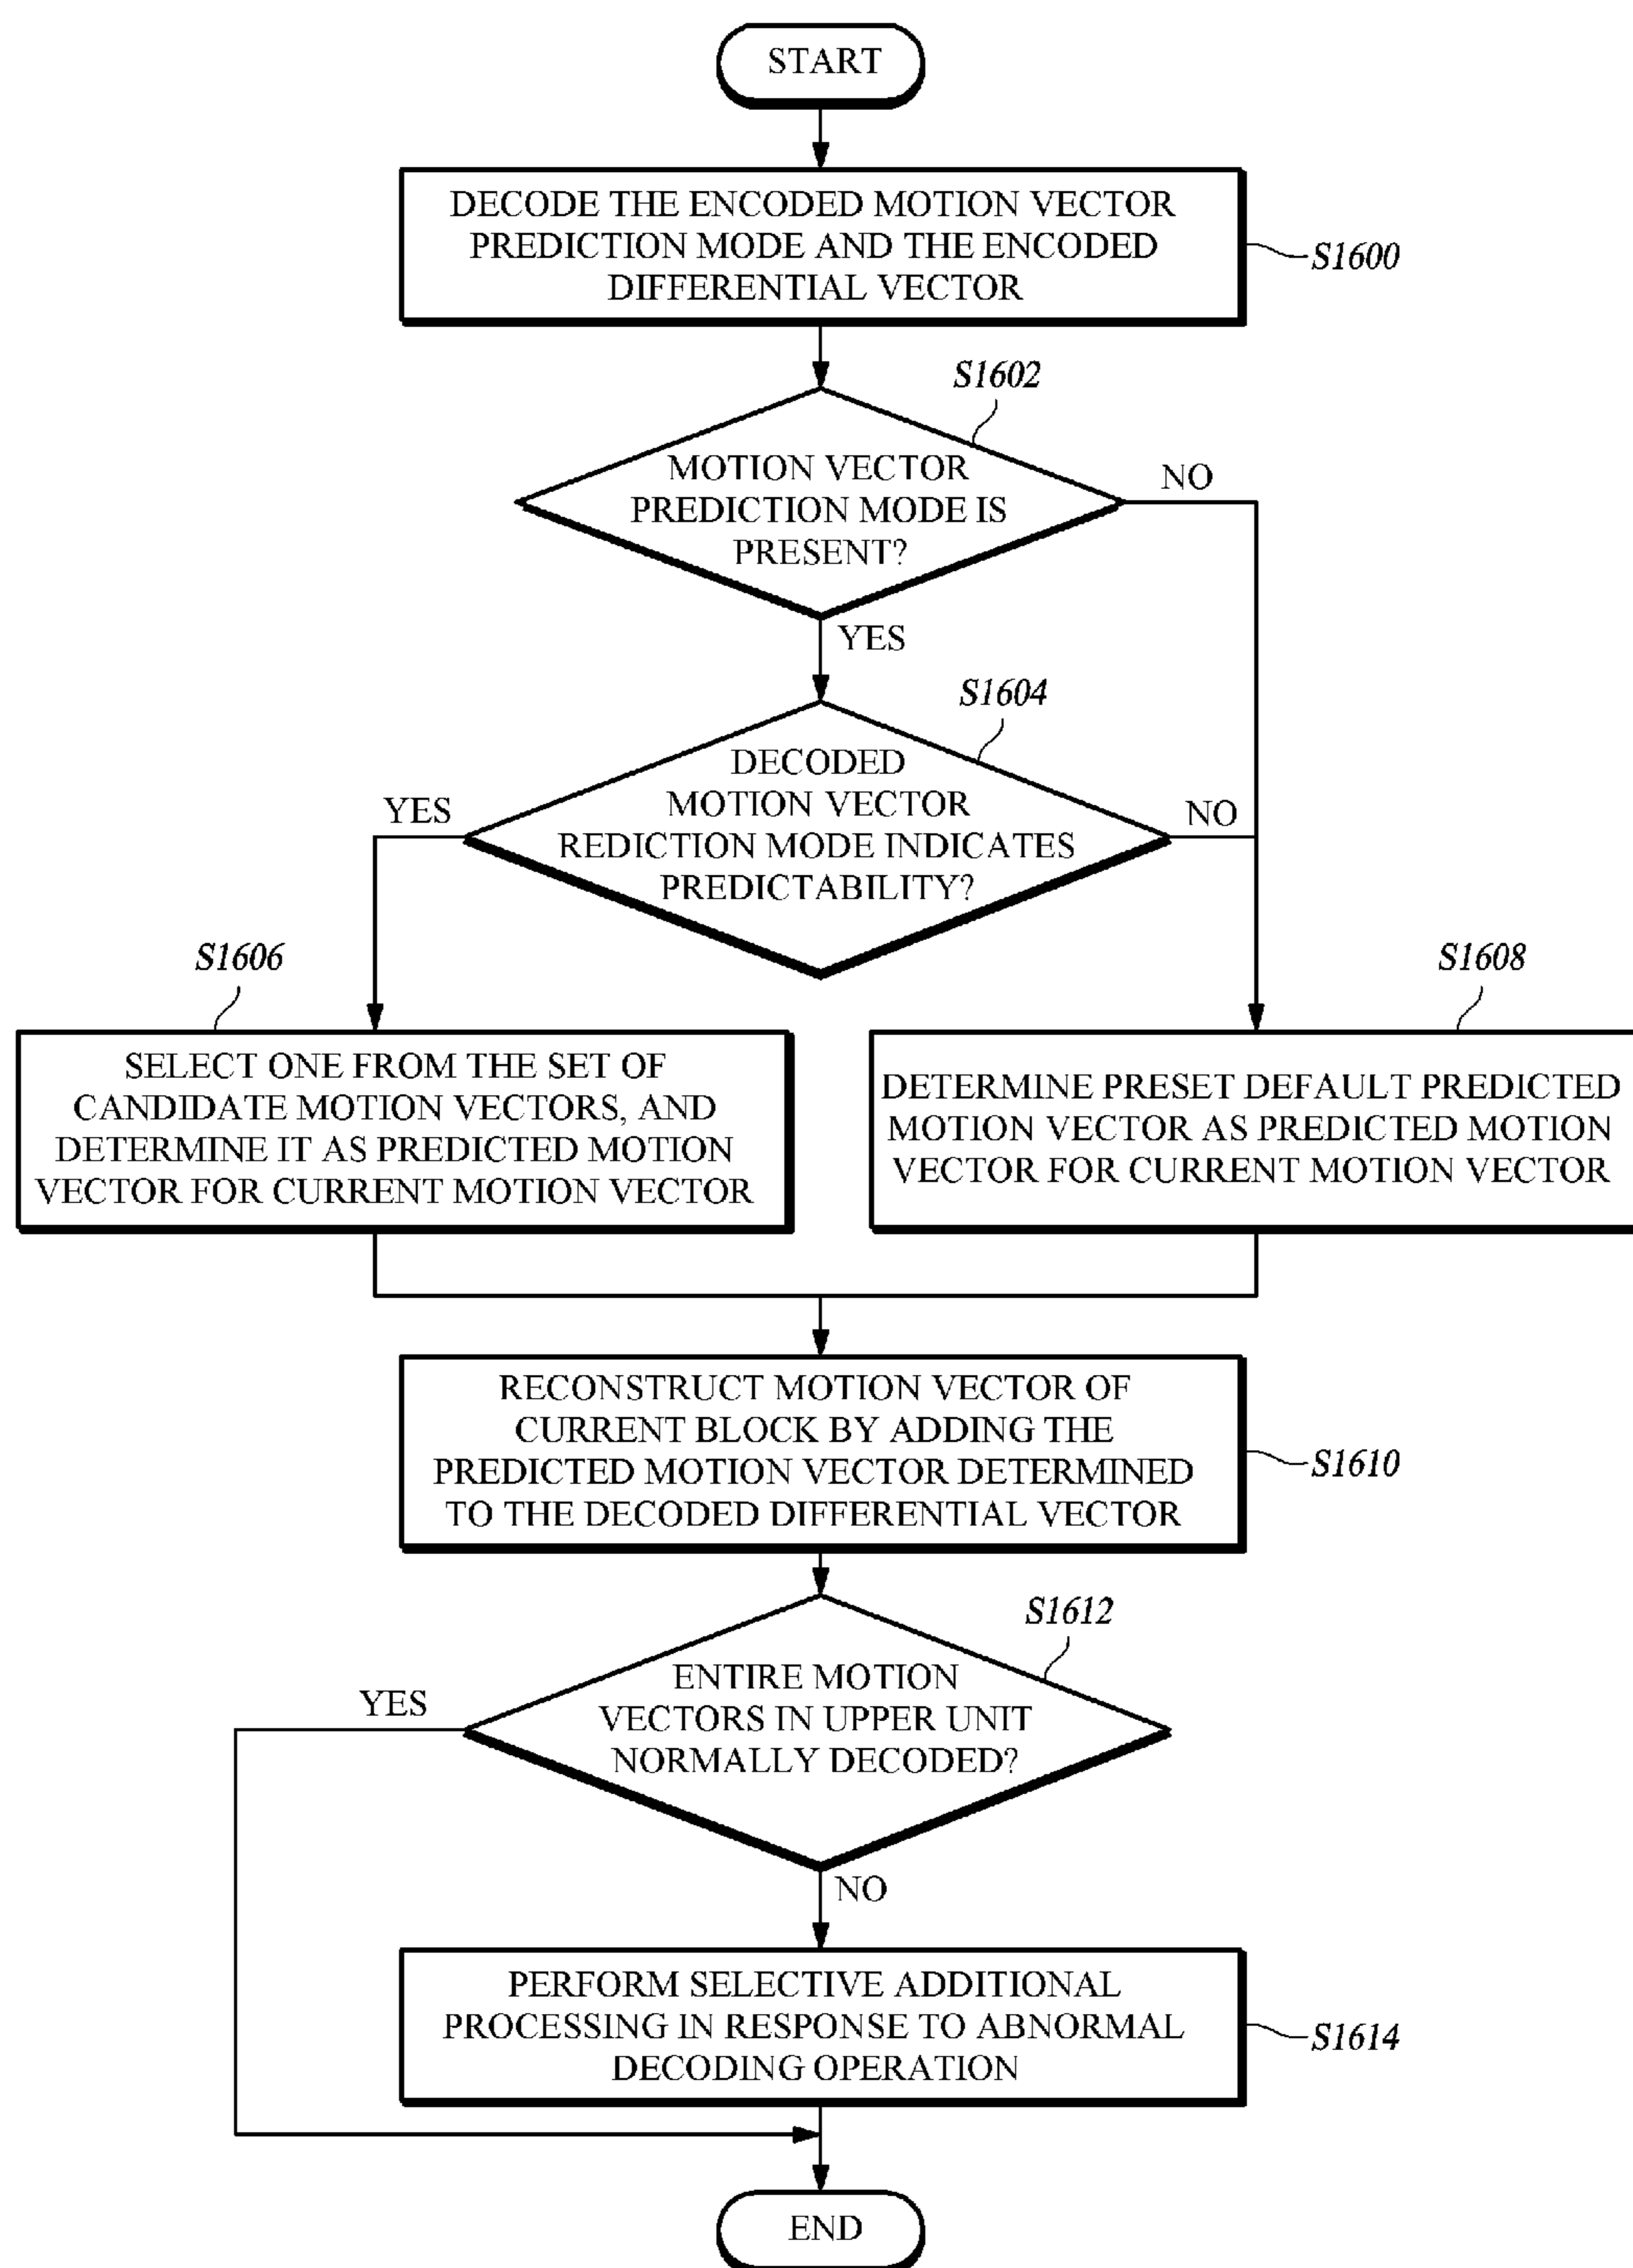 START
DECODE THE ENCODED MOTION VECTOR
PREDICTION MODE AND THE ENCODED
DIFFERENTIAL VECTOR
S1600
S1602
MOTION VECTOR
PREDICTION MODE IS
PRESENT?
NO
YES
S1604
DECODED
MOTION VECTOR
REDICTION MODE INDICATES
PREDICTABILITY?
YES
NO
S1606
S1608
SELECT ONE FROM THE SET OF
CANDIDATE MOTION VECTORS, AND
DETERMINE IT AS PREDICTED MOTION
VECTOR FOR CURRENT MOTION VECTOR
DETERMINE PRESET DEFAULT PREDICTED
MOTION VECTOR AS PREDICTED MOTION
VECTOR FOR CURRENT MOTION VECTOR
RECONSTRUCT MOTION VECTOR OF
CURRENT BLOCK BY ADDING THE
PREDICTED MOTION VECTOR DETERMINED
TO THE DECODED DIFFERENTIAL VECTOR
S1610
S1612
ENTIRE MOTION
VECTORS IN UPPER UNIT
NORMALLY DECODED?
YES
NO
PERFORM SELECTIVE ADDITIONAL
PROCESSING IN RESPONSE TO ABNORMAL
DECODING OPERATION
S1614
END